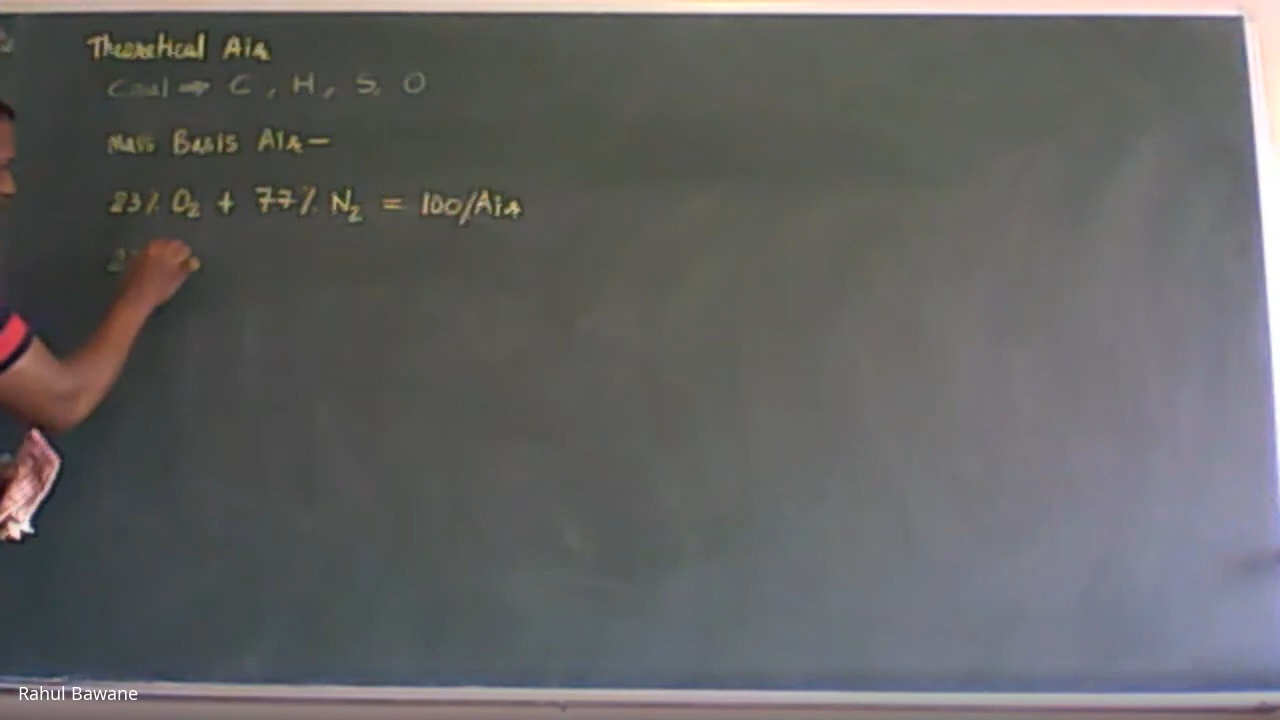 Theoretical Air
Coal ⇒ C, H, S, O
Mass Basis Air-
23% O₂ + 77% N₂ = 100/Air
Rahul Bawane